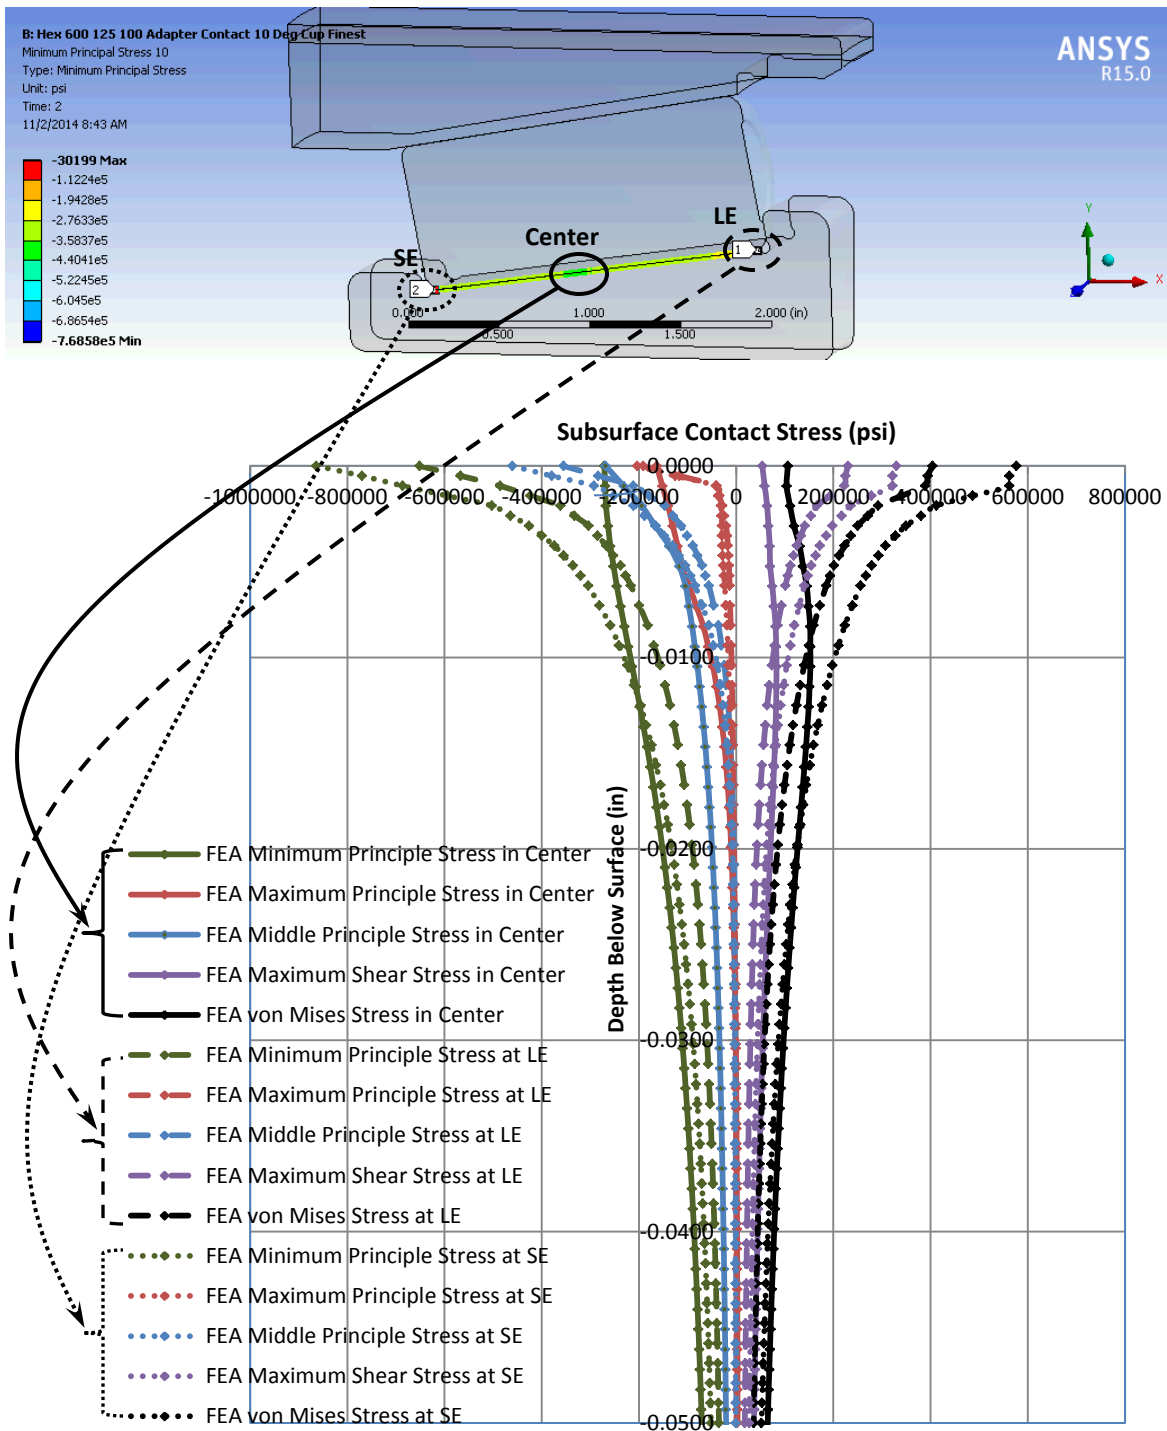 B: Hex 600 125 100 Adapter Contact 10 Deg Cup Finest
Minimum Principal Stress 10
Type: Minimum Principal Stress
Unit: psi
Time: 2
11/2/2014 8:43 AM
ANSYS
R15.0
-30199 Max
-1.1224e5
-1.9428e5
-2.7633e5
-3.5837e5
-4.4041e5
-5.2245e5
-6.045e5
-6.8654e5
-7.6858e5 Min
SE
Center
LE
2
1
0.000
0.500
1.000
1.500
2.000 (in)
Y
X
Subsurface Contact Stress (psi)
0.0000
-1000000 -800000 -600000 -400000 -200000 0 200000 400000 600000 800000
-0.0100
-0.0200
-0.0300
-0.0400
-0.0500
Depth Below Surface (in)
FEA Minimum Principle Stress in Center
FEA Maximum Principle Stress in Center
FEA Middle Principle Stress in Center
FEA Maximum Shear Stress in Center
FEA von Mises Stress in Center
FEA Minimum Principle Stress at LE
FEA Maximum Principle Stress at LE
FEA Middle Principle Stress at LE
FEA Maximum Shear Stress at LE
FEA von Mises Stress at LE
FEA Minimum Principle Stress at SE
FEA Maximum Principle Stress at SE
FEA Middle Principle Stress at SE
FEA Maximum Shear Stress at SE
FEA von Mises Stress at SE